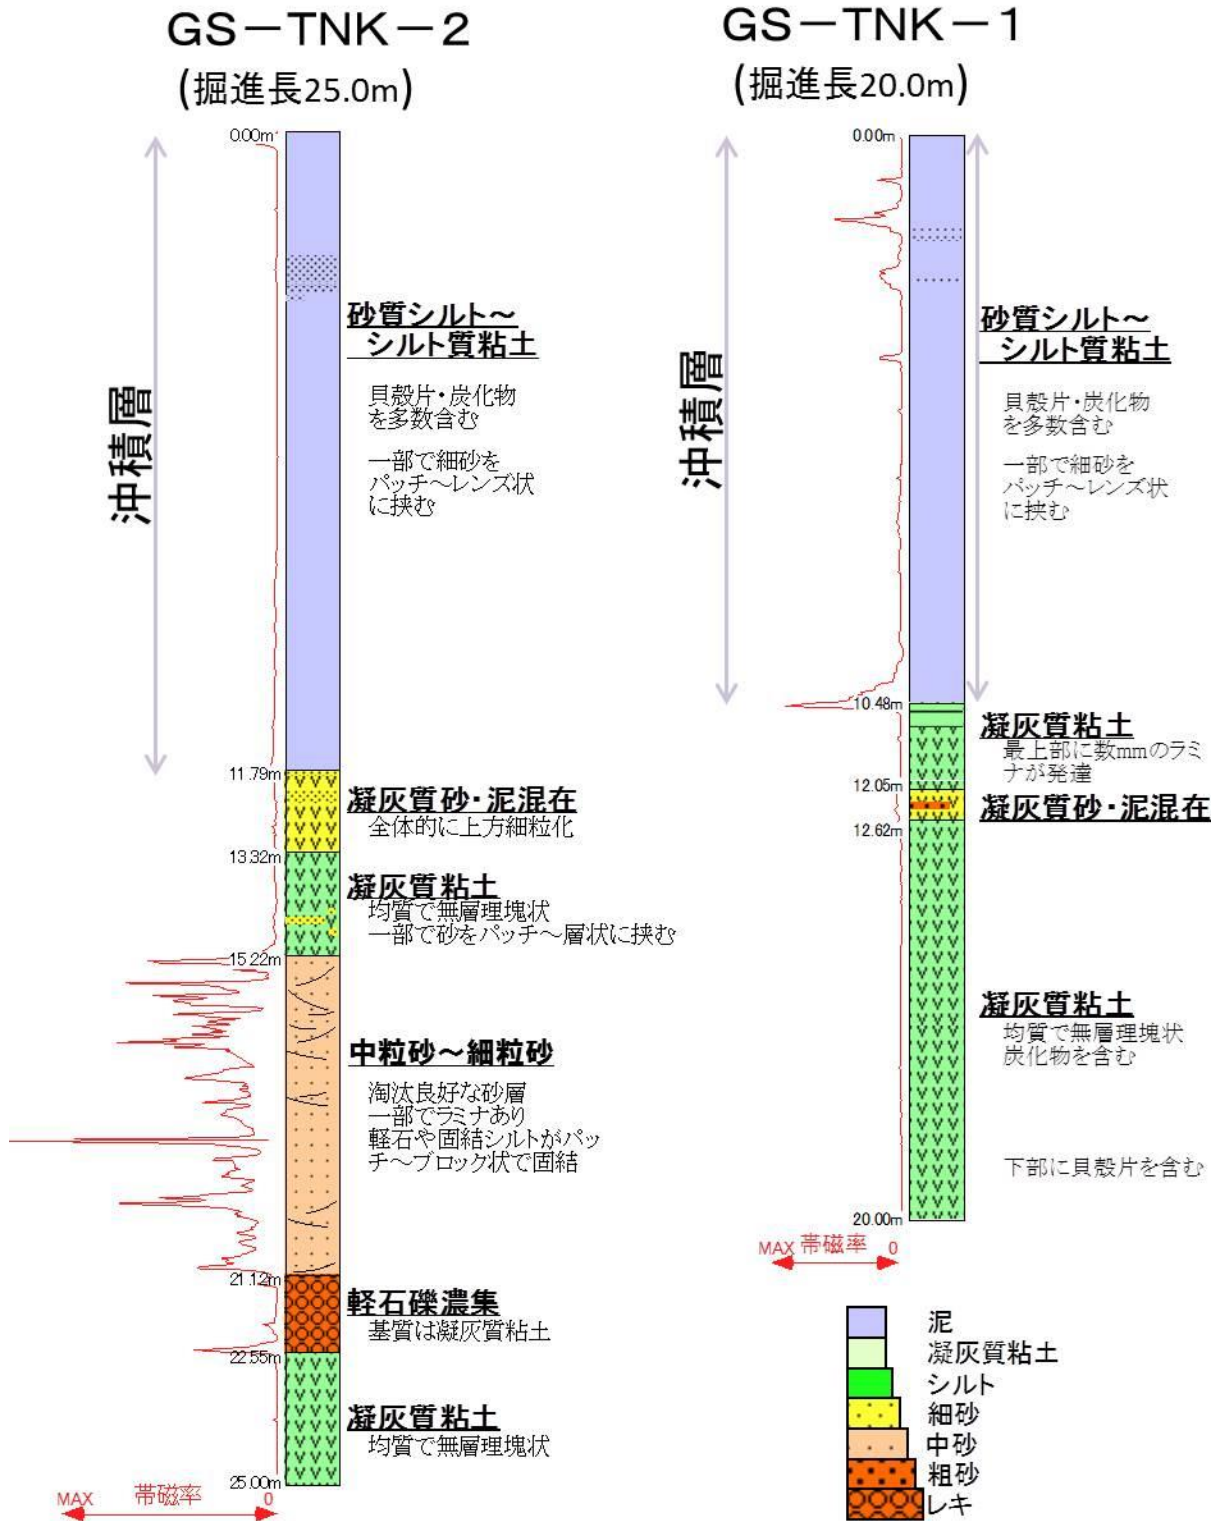 GS－TNK－2
(掘進長25.0m)
0.00m
沖積層
砂質シルト～
シルト質粘土
貝殻片・炭化物
を多数含む
一部で細砂を
パッチ～レンズ状
に挟む
11.79m
凝灰質砂・泥混在
全体的に上方細粒化
13.32m
凝灰質粘土
均質で無層理塊状
一部で砂をパッチ～層状に挟む
15.22m
中粒砂～細粒砂
淘汰良好な砂層
一部でラミナあり
軽石や固結シルトがパッ
チ～ブロック状で固結
21.12m
軽石礫濃集
基質は凝灰質粘土
22.55m
凝灰質粘土
均質で無層理塊状
25.00m
MAX 帯磁率 0
GS－TNK－1
(掘進長20.0m)
0.00m
沖積層
砂質シルト～
シルト質粘土
貝殻片・炭化物
を多数含む
一部で細砂を
パッチ～レンズ状
に挟む
10.48m
凝灰質粘土
最上部に数mmのラミ
ナが発達
12.05m
凝灰質砂・泥混在
12.62m
凝灰質粘土
均質で無層理塊状
炭化物を含む
下部に貝殻片を含む
20.00m
MAX 帯磁率 0
泥
凝灰質粘土
シルト
細砂
中砂
粗砂
レキ